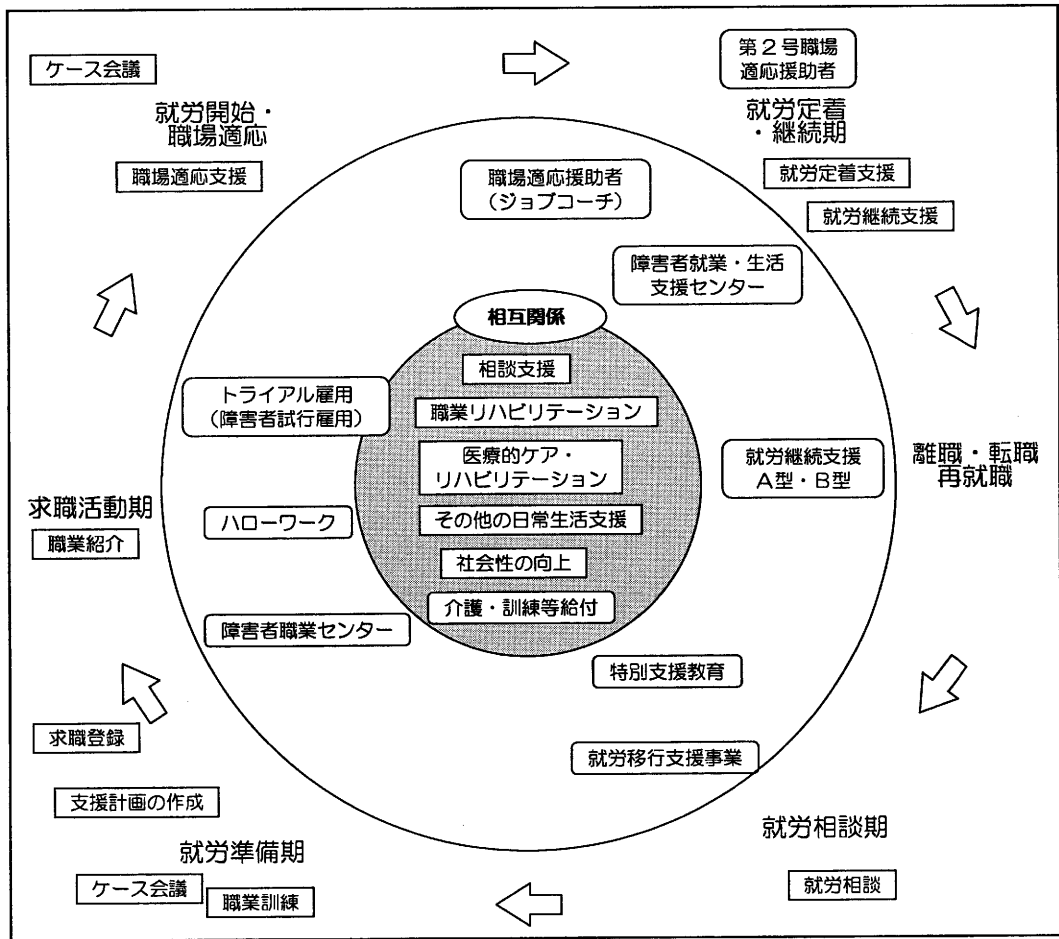 ケース会議
第2号職場
適応援助者
就労開始・
職場適応
就労定着
・継続期
職場適応支援
職場適応援助者
(ジョブコーチ)
就労定着支援
就労継続支援
障害者就業・生活
支援センター
相互関係
相談支援
トライアル雇用
(障害者試行雇用)
職業リハビリテーション
医療的ケア・
リハビリテーション
就労継続支援
A型・B型
離職・転職
再就職
求職活動期
職業紹介
ハローワーク
その他の日常生活支援
社会性の向上
介護・訓練等給付
障害者職業センター
特別支援教育
求職登録
就労移行支援事業
支援計画の作成
就労相談期
就労準備期
ケース会議
職業訓練
就労相談